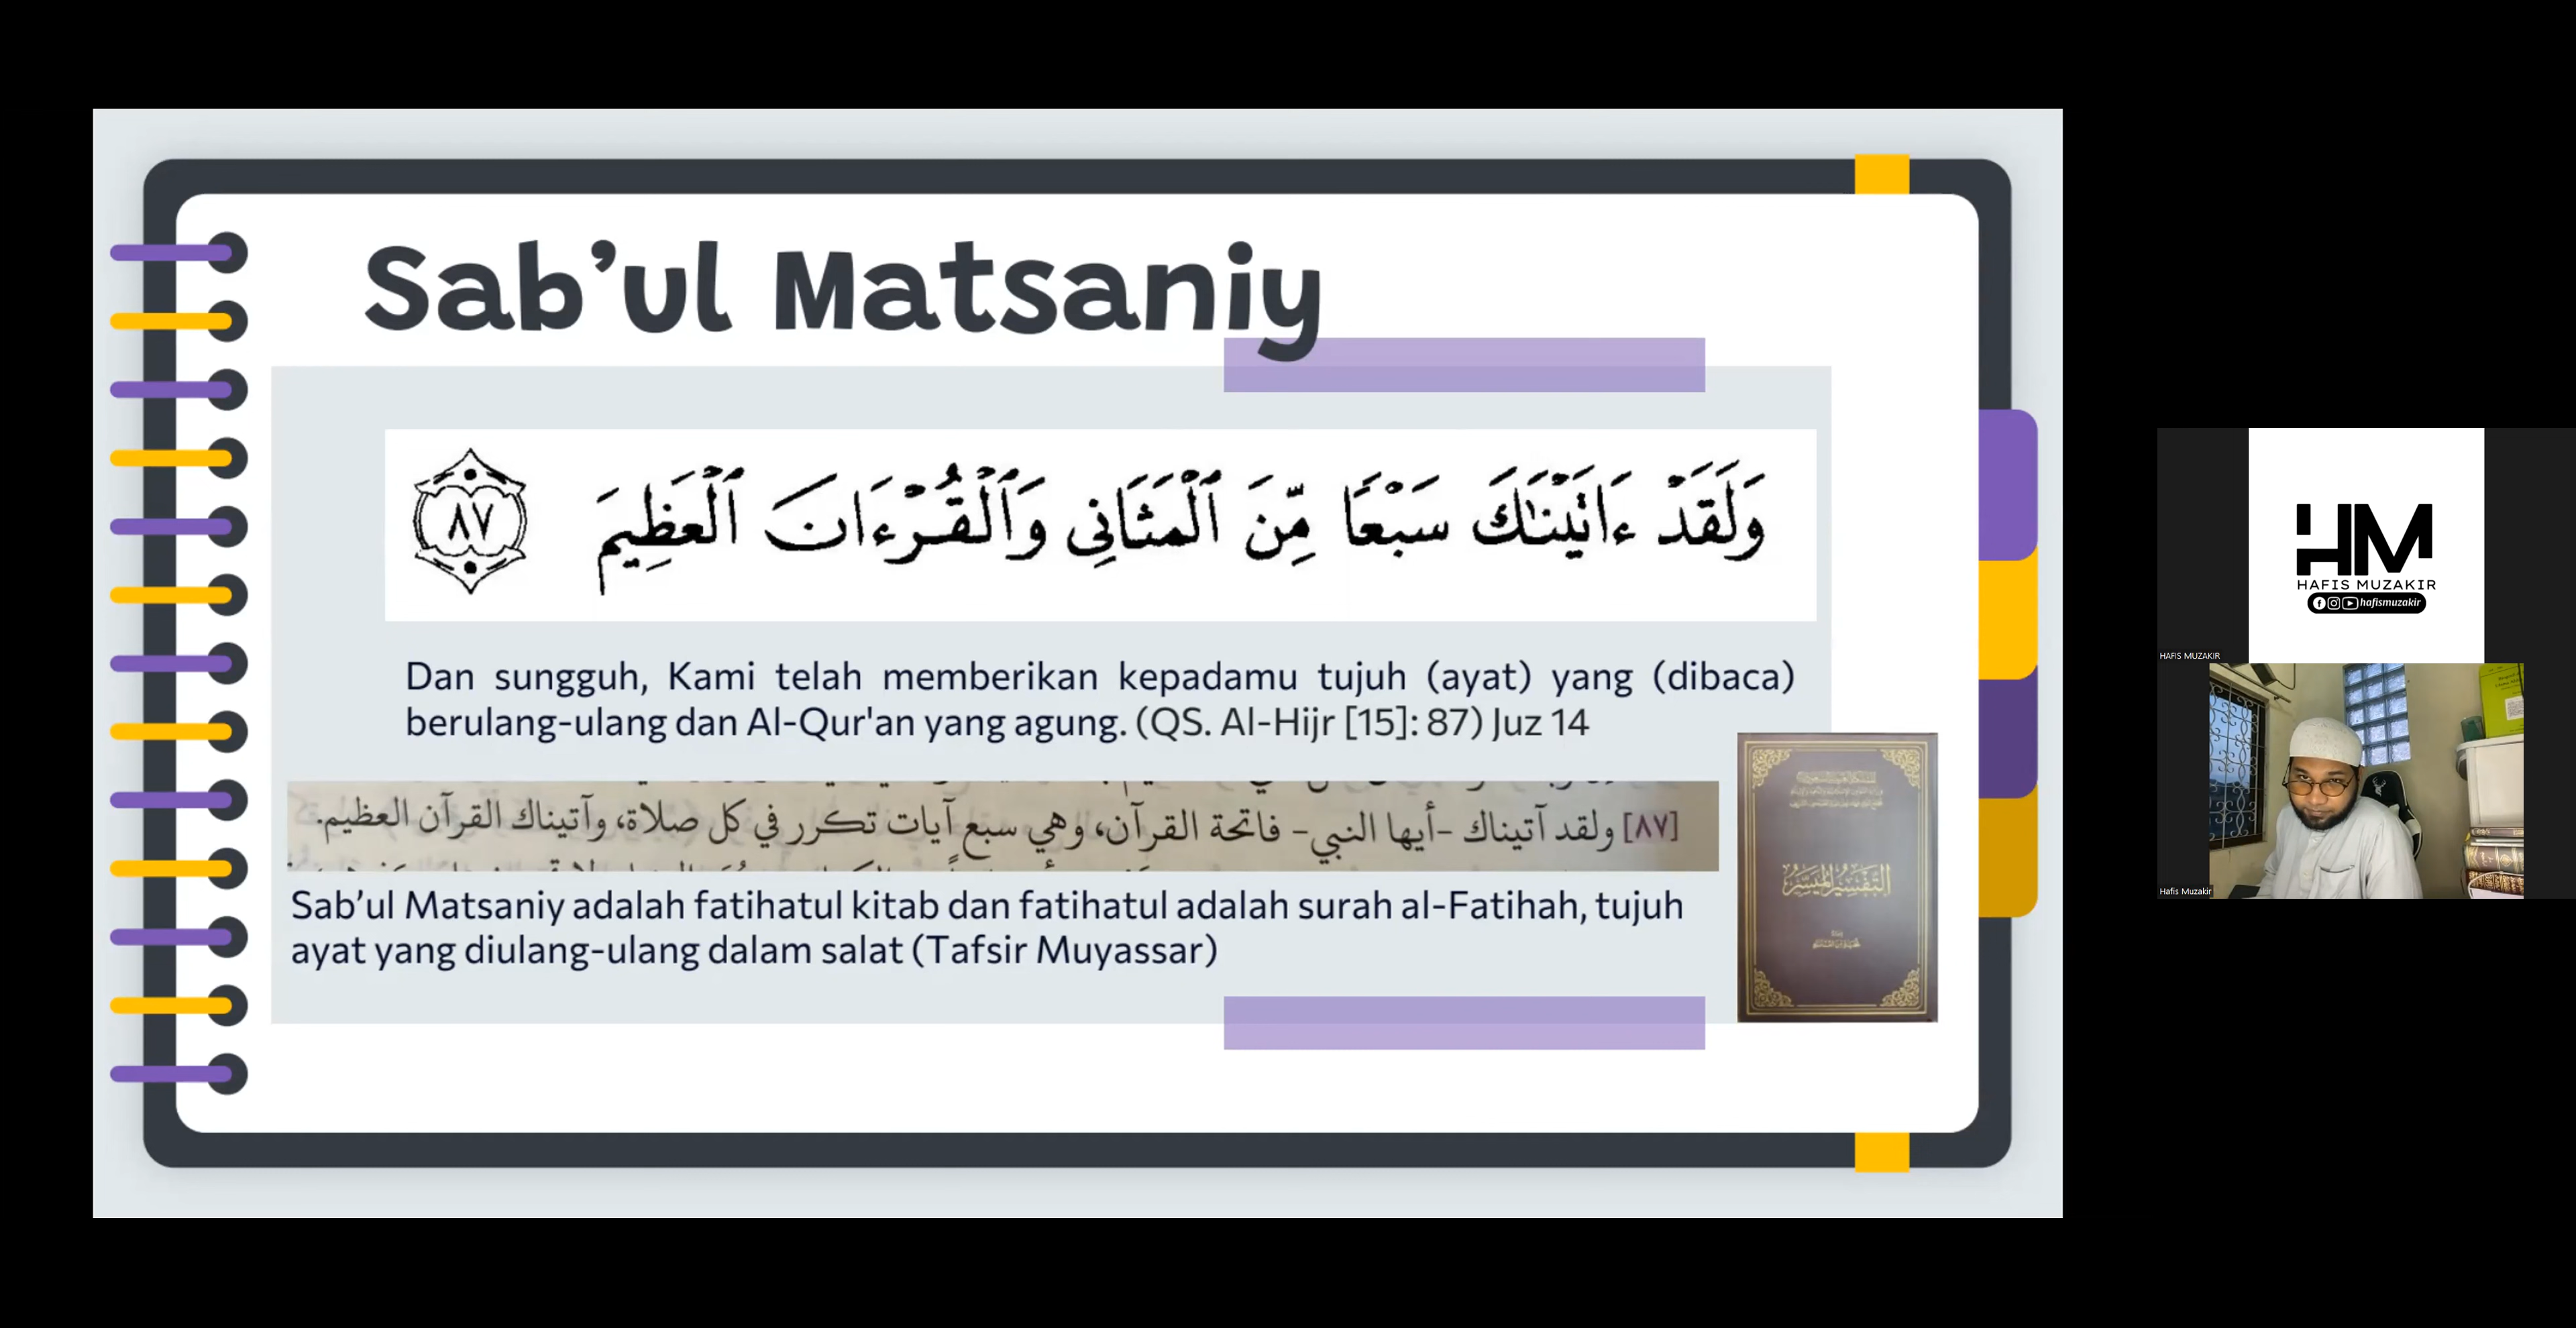 Sab’ul Matsaniy
وَلَقَدْ ءَاتَيْنَٰكَ سَبْعًا مِّنَ ٱلْمَثَانِى وَٱلْقُرْءَانَ ٱلْعَظِيمَ ٨٧
Dan sungguh, Kami telah memberikan kepadamu tujuh (ayat) yang (dibaca)
berulang-ulang dan Al-Qur'an yang agung. (QS. Al-Hijr [15]: 87) Juz 14
[٨٧] ولقد آتيناك -أيها النبي- فاتحة القرآن، وهي سبع آيات تكرر في كل صلاة، وآتيناك القرآن العظيم.
Sab’ul Matsaniy adalah fatihatul kitab dan fatihatul adalah surah al-Fatihah, tujuh
ayat yang diulang-ulang dalam salat (Tafsir Muyassar)
التفسير الميسر
HM
HAFIS MUZAKIR
hafismuzakir
HAFIS MUZAKIR
Hafis Muzakir